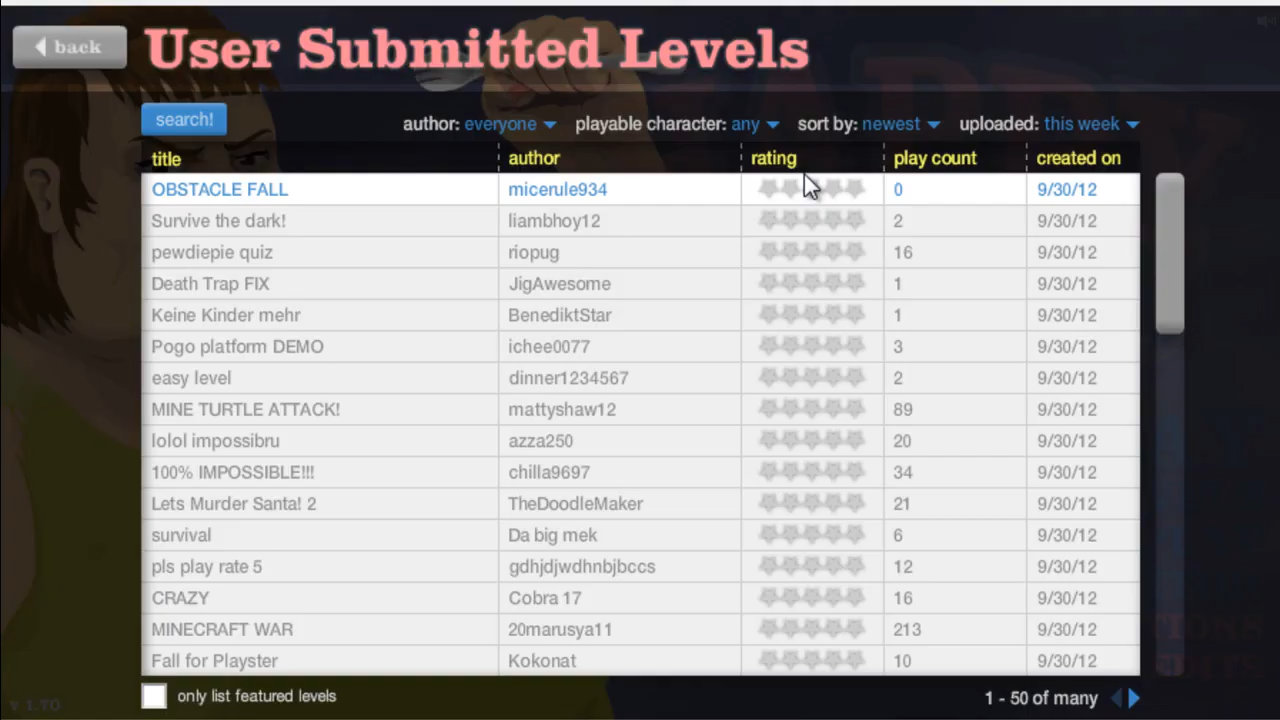 back
User Submitted Levels
search!
author: everyone playable character: any sort by: newest uploaded: this week
title author rating play count created on
OBSTACLE FALL micerule934 0 9/30/12
Survive the dark! liambhoy12 2 9/30/12
pewdiepie quiz riopug 16 9/30/12
Death Trap FIX JigAwesome 1 9/30/12
Keine Kinder mehr BenediktStar 1 9/30/12
Pogo platform DEMO ichee0077 3 9/30/12
easy level dinner1234567 2 9/30/12
MINE TURTLE ATTACK! mattyshaw12 89 9/30/12
lolol impossibru azza250 20 9/30/12
100% IMPOSSIBLE!!! chilla9697 34 9/30/12
Lets Murder Santa! 2 TheDoodleMaker 21 9/30/12
survival Da big mek 6 9/30/12
pls play rate 5 gdhjdjwdhnbjbccs 12 9/30/12
CRAZY Cobra 17 16 9/30/12
MINECRAFT WAR 20marusya11 213 9/30/12
Fall for Playster Kokonat 10 9/30/12
only list featured levels
1 - 50 of many
v 1.70